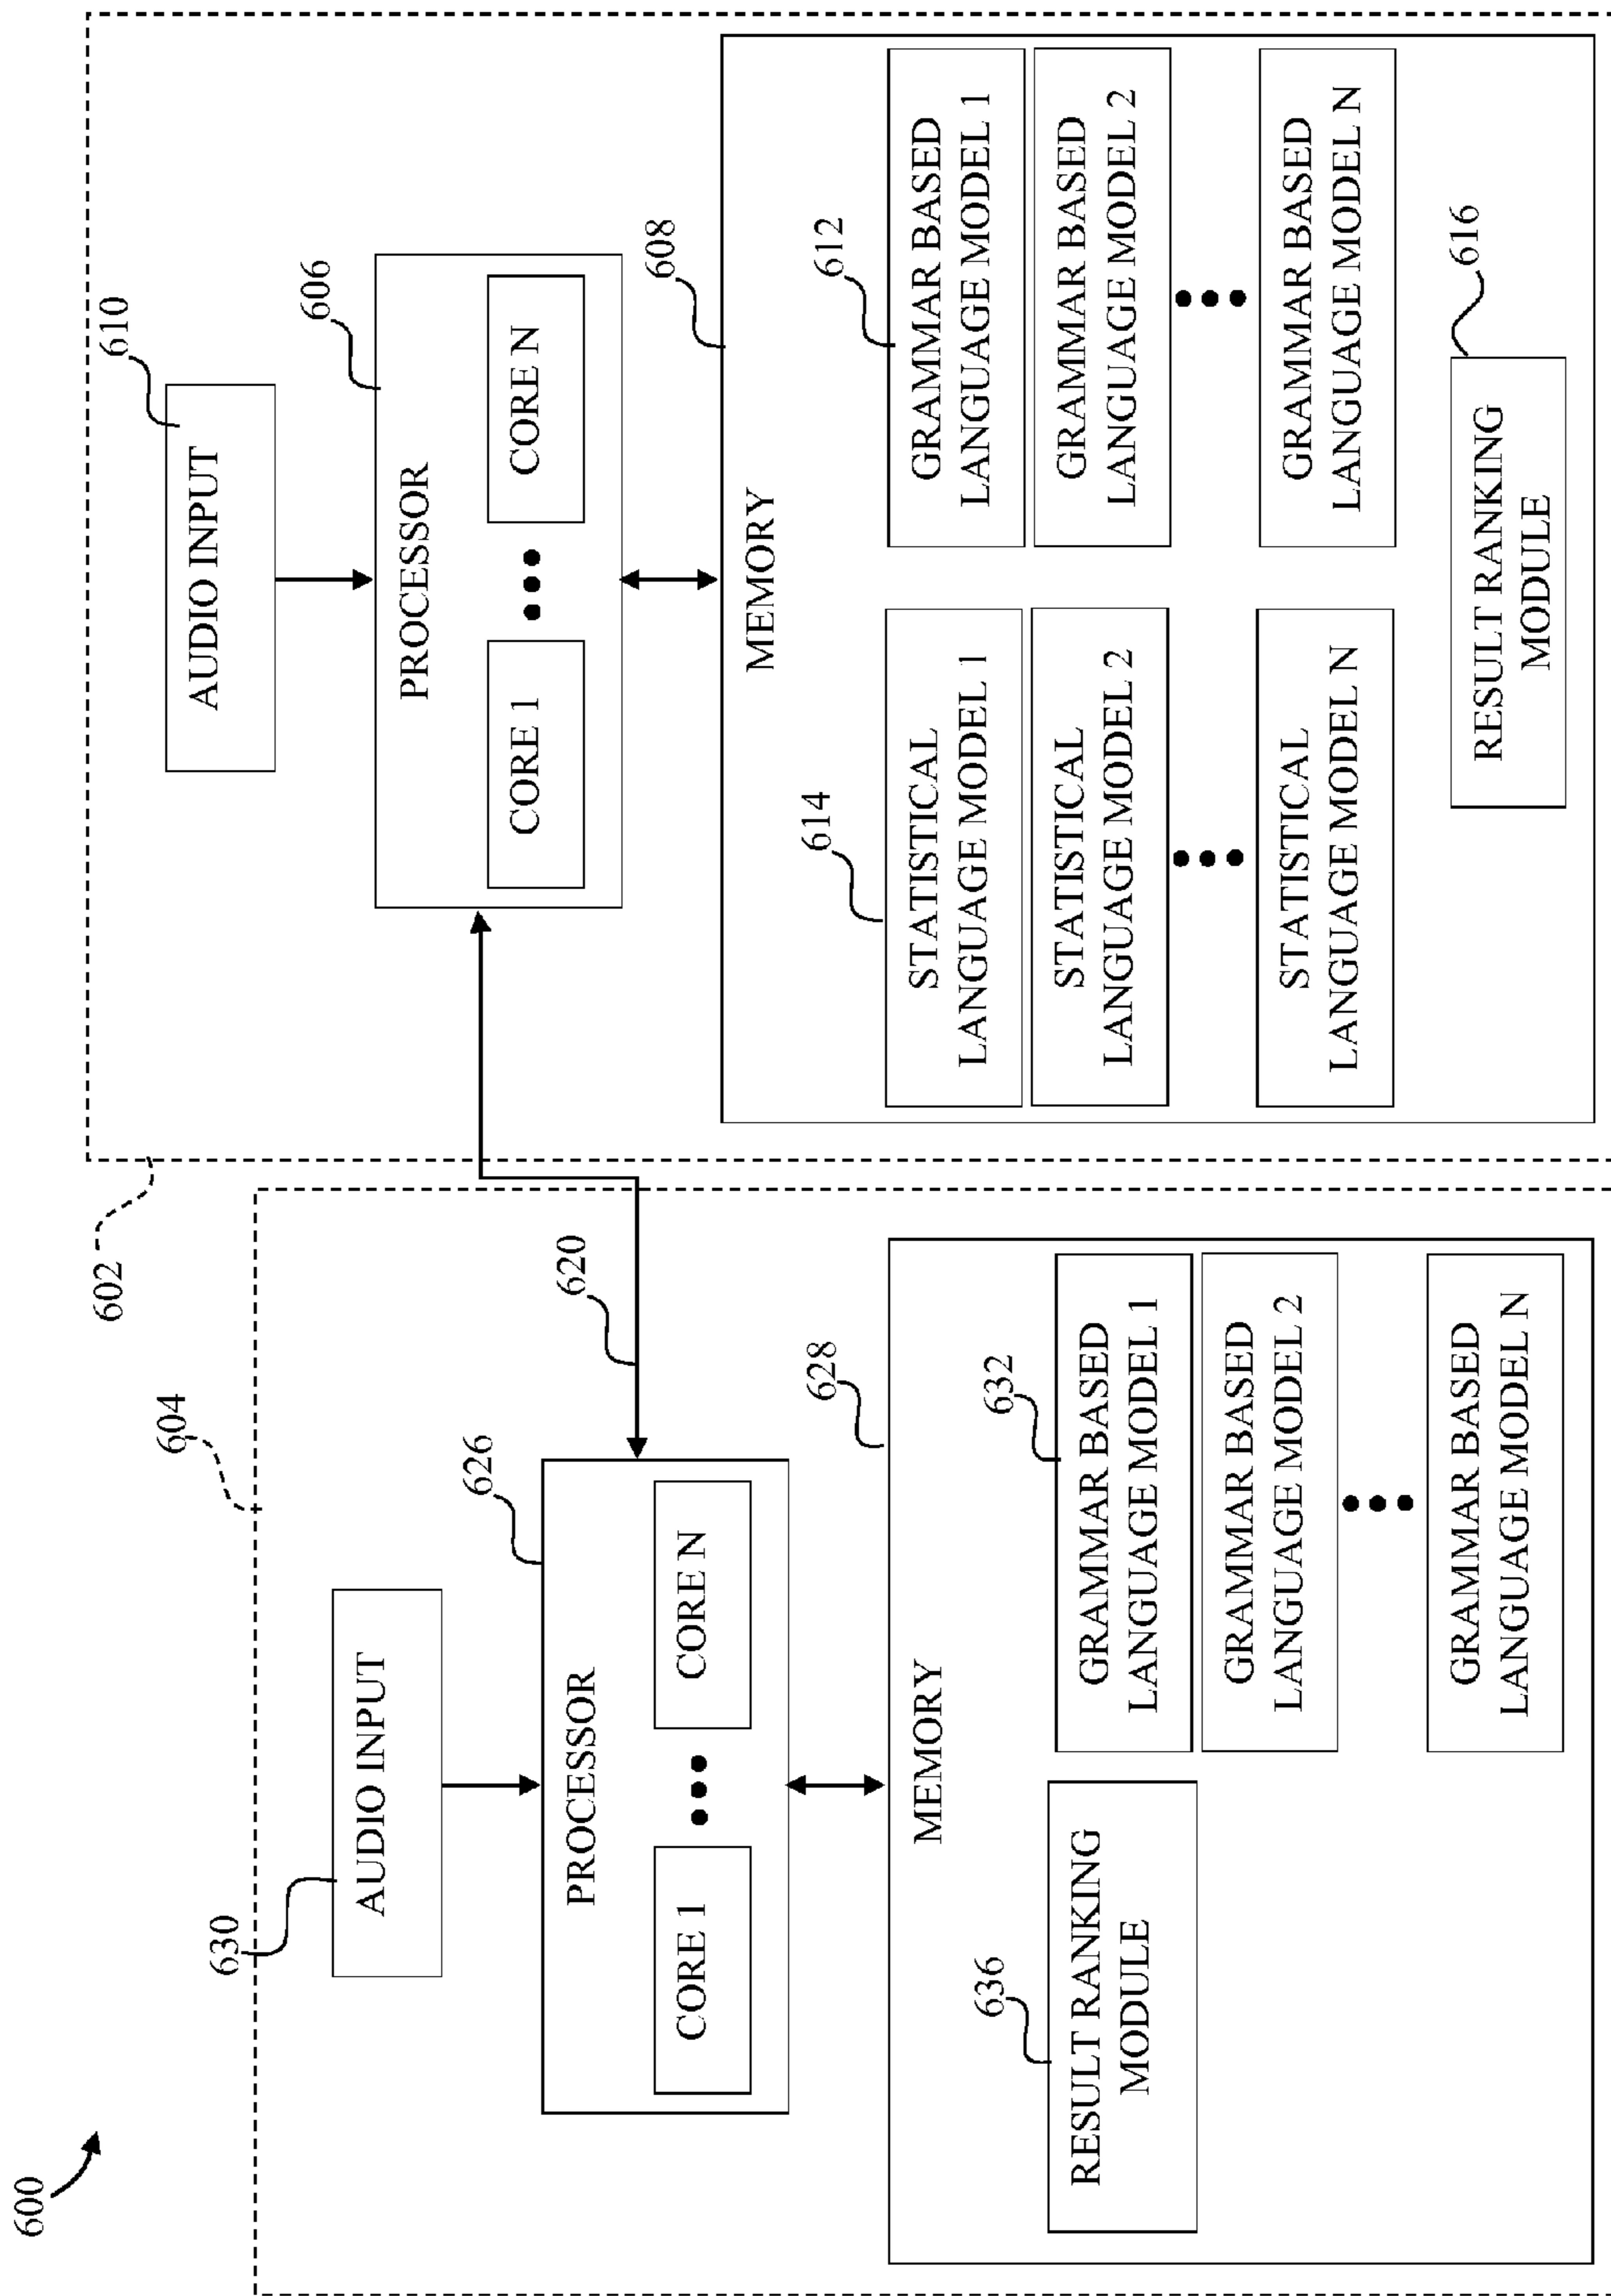 600
604
630
AUDIO INPUT
626
PROCESSOR
CORE 1
CORE N
620
628
MEMORY
636
RESULT RANKING
MODULE
632
GRAMMAR BASED
LANGUAGE MODEL 1
GRAMMAR BASED
LANGUAGE MODEL 2
GRAMMAR BASED
LANGUAGE MODEL N
602
610
AUDIO INPUT
606
PROCESSOR
CORE 1
CORE N
608
MEMORY
614
STATISTICAL
LANGUAGE MODEL 1
STATISTICAL
LANGUAGE MODEL 2
STATISTICAL
LANGUAGE MODEL N
612
GRAMMAR BASED
LANGUAGE MODEL 1
GRAMMAR BASED
LANGUAGE MODEL 2
GRAMMAR BASED
LANGUAGE MODEL N
616
RESULT RANKING
MODULE